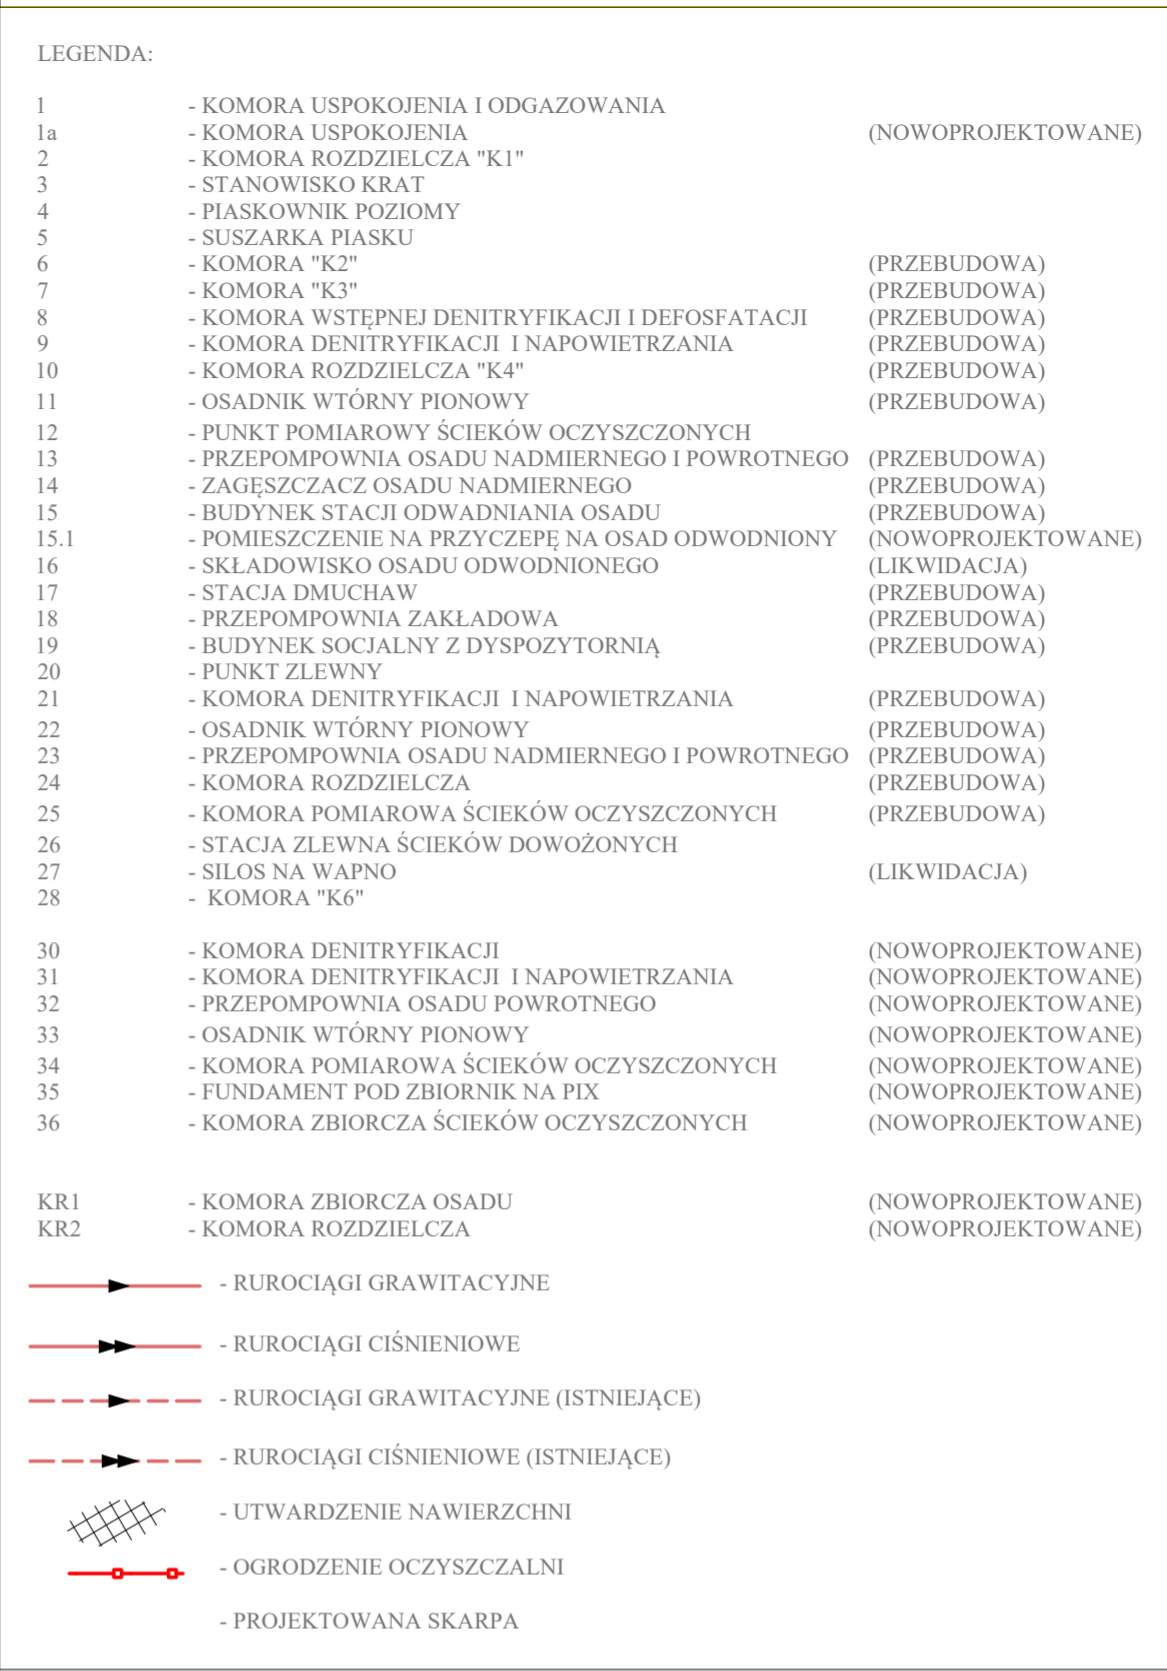 LEGENDA:
1 - KOMORA USPOKOJENIA I ODGAZOWANIA
1a - KOMORA USPOKOJENIA (NOWOPROJEKTOWANE)
2 - KOMORA ROZDZIELCZA "K1"
3 - STANOWISKO KRAT
4 - PIASKOWNIK POZIOMY
5 - SUSZARKA PIASKU
6 - KOMORA "K2" (PRZEBUDOWA)
7 - KOMORA "K3" (PRZEBUDOWA)
8 - KOMORA WSTĘPNEJ DENITRYFIKACJI I DEFOSFATACJI (PRZEBUDOWA)
9 - KOMORA DENITRYFIKACJI I NAPOWIETRZANIA (PRZEBUDOWA)
10 - KOMORA ROZDZIELCZA "K4" (PRZEBUDOWA)
11 - OSADNIK WTÓRNY PIONOWY (PRZEBUDOWA)
12 - PUNKT POMIAROWY ŚCIEKÓW OCZYSZCZONYCH
13 - PRZEPOMPOWNIA OSADU NADMIERNEGO I POWROTNEGO (PRZEBUDOWA)
14 - ZAGĘSZCZACZ OSADU NADMIERNEGO (PRZEBUDOWA)
15 - BUDYNEK STACJI ODWADNIANIA OSADU (PRZEBUDOWA)
15.1 - POMIESZCZENIE NA PRZYCZEPĘ NA OSAD ODWODNIONY (NOWOPROJEKTOWANE)
16 - SKŁADOWISKO OSADU ODWODNIONEGO (LIKWIDACJA)
17 - STACJA DMUCHAW (PRZEBUDOWA)
18 - PRZEPOMPOWNIA ZAKŁADOWA (PRZEBUDOWA)
19 - BUDYNEK SOCJALNY Z DYSPOZYTORNIĄ (PRZEBUDOWA)
20 - PUNKT ZLEWNY
21 - KOMORA DENITRYFIKACJI I NAPOWIETRZANIA (PRZEBUDOWA)
22 - OSADNIK WTÓRNY PIONOWY (PRZEBUDOWA)
23 - PRZEPOMPOWNIA OSADU NADMIERNEGO I POWROTNEGO (PRZEBUDOWA)
24 - KOMORA ROZDZIELCZA (PRZEBUDOWA)
25 - KOMORA POMIAROWA ŚCIEKÓW OCZYSZCZONYCH (PRZEBUDOWA)
26 - STACJA ZLEWNA ŚCIEKÓW DOWOŻONYCH
27 - SILOS NA WAPNO (LIKWIDACJA)
28 - KOMORA "K6"
30 - KOMORA DENITRYFIKACJI (NOWOPROJEKTOWANE)
31 - KOMORA DENITRYFIKACJI I NAPOWIETRZANIA (NOWOPROJEKTOWANE)
32 - PRZEPOMPOWNIA OSADU POWROTNEGO (NOWOPROJEKTOWANE)
33 - OSADNIK WTÓRNY PIONOWY (NOWOPROJEKTOWANE)
34 - KOMORA POMIAROWA ŚCIEKÓW OCZYSZCZONYCH (NOWOPROJEKTOWANE)
35 - FUNDAMENT POD ZBIORNIK NA PIX (NOWOPROJEKTOWANE)
36 - KOMORA ZBIORCZA ŚCIEKÓW OCZYSZCZONYCH (NOWOPROJEKTOWANE)
KR1 - KOMORA ZBIORCZA OSADU (NOWOPROJEKTOWANE)
KR2 - KOMORA ROZDZIELCZA (NOWOPROJEKTOWANE)
- RUROCIĄGI GRAWITACYJNE
- RUROCIĄGI CIŚNIENIOWE
- RUROCIĄGI GRAWITACYJNE (ISTNIEJĄCE)
- RUROCIĄGI CIŚNIENIOWE (ISTNIEJĄCE)
- UTWARDZENIE NAWIERZCHNI
- OGRODZENIE OCZYSZCZALNI
- PROJEKTOWANA SKARPA